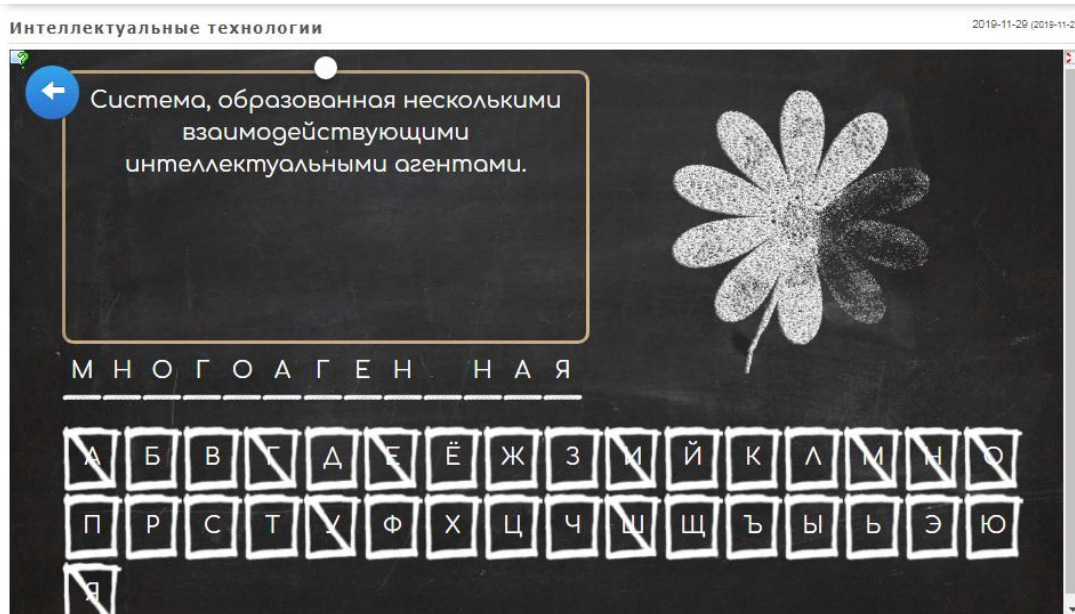 Интеллектуальные технологии
2019-11-29 (2019-11-2
Система, образованная несколькими
взаимодействующими
интеллектуальными агентами.
М Н О Г О А Г Е Н Н А Я
А Б В Г Д Е Ё Ж З И Й К Л М Н О
П Р С Т У Ф Х Ц Ч Ш Щ Ъ Ы Ь Э Ю
Я